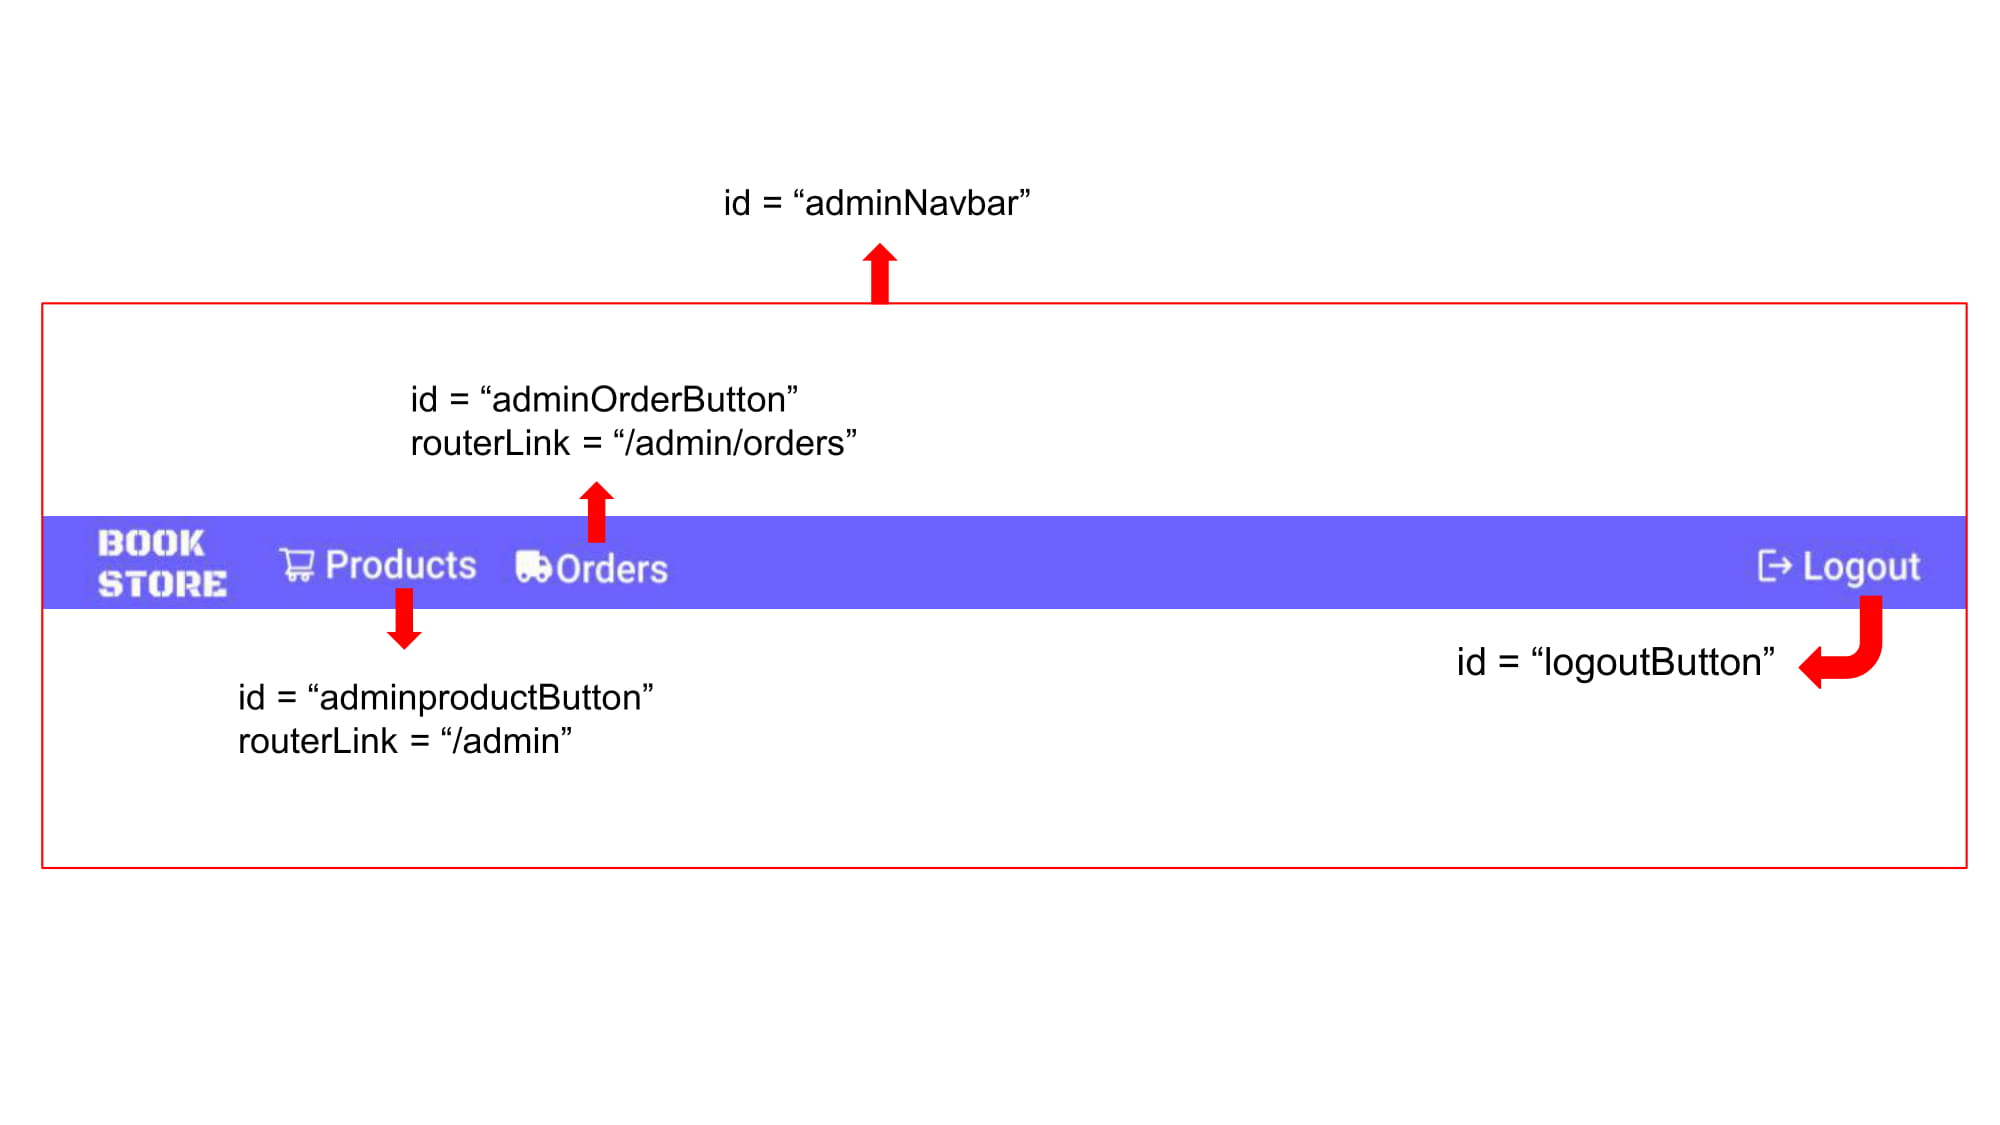 id = “adminNavbar”
id = “adminOrderButton”
routerLink = “/admin/orders”
BOOK
STORE
Products
Orders
Logout
id = “logoutButton”
id = “adminproductButton”
routerLink = “/admin”